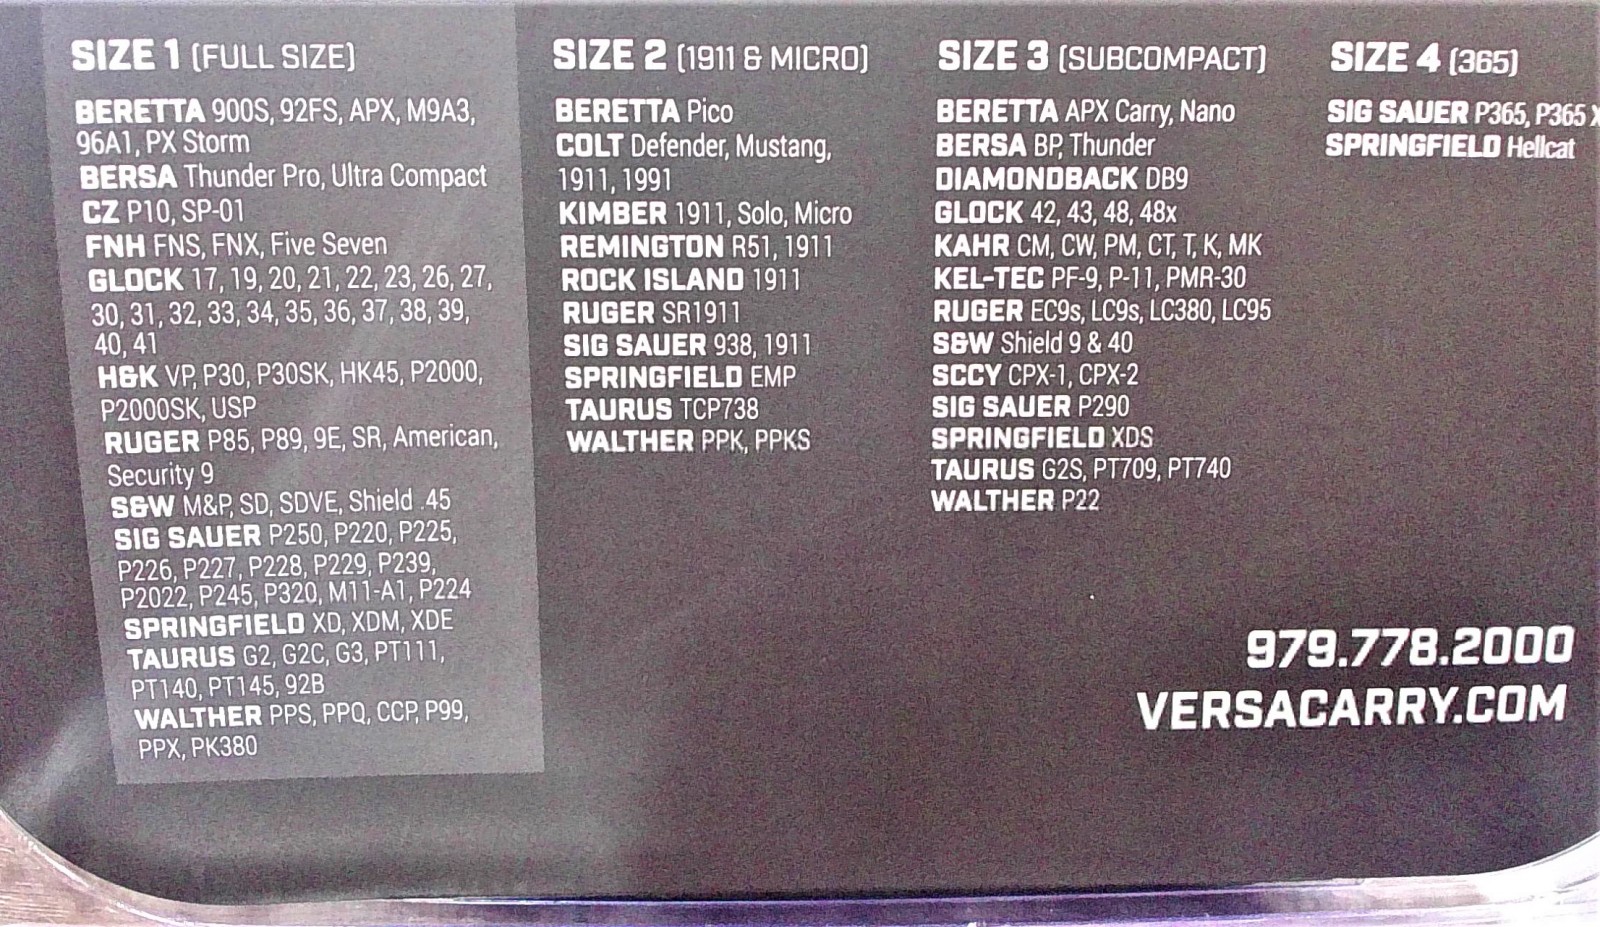 SIZE 1 (FULL SIZE)
BERETTA 900S, 92FS, APX, M9A3,
96A1, PX Storm
BERSA Thunder Pro, Ultra Compact
CZ P10, SP-01
FNH FNS, FNX, Five Seven
GLOCK 17, 19, 20, 21, 22, 23, 26, 27,
30, 31, 32, 33, 34, 35, 36, 37, 38, 39,
40, 41
H&K VP, P30, P30SK, HK45, P2000,
P2000SK, USP
RUGER P85, P89, 9E, SR, American,
Security 9
S&W M&P, SD, SDVE, Shield .45
SIG SAUER P250, P220, P225,
P226, P227, P228, P229, P239,
P2022, P245, P320, M11-A1, P224
SPRINGFIELD XD, XDM, XDE
TAURUS G2, G2C, G3, PT111,
PT140, PT145, 92B
WALTHER PPS, PPQ, CCP, P99,
PPX, PK380
SIZE 2 (1911 & MICRO)
BERETTA Pico
COLT Defender, Mustang,
1911, 1991
KIMBER 1911, Solo, Micro
REMINGTON R51, 1911
ROCK ISLAND 1911
RUGER SR1911
SIG SAUER 938, 1911
SPRINGFIELD EMP
TAURUS TCP738
WALTHER PPK, PPKS
SIZE 3 (SUBCOMPACT)
BERETTA APX Carry, Nano
BERSA BP, Thunder
DIAMONDBACK DB9
GLOCK 42, 43, 48, 48x
KAHR CM, CW, PM, CT, T, K, MK
KEL-TEC PF-9, P-11, PMR-30
RUGER EC9s, LC9s, LC380, LC95
S&W Shield 9 & 40
SCCY CPX-1, CPX-2
SIG SAUER P290
SPRINGFIELD XDS
TAURUS G2S, PT709, PT740
WALTHER P22
SIZE 4 (365)
SIG SAUER P365, P365 X
SPRINGFIELD Hellcat
979.778.2000
VERSACARRY.COM